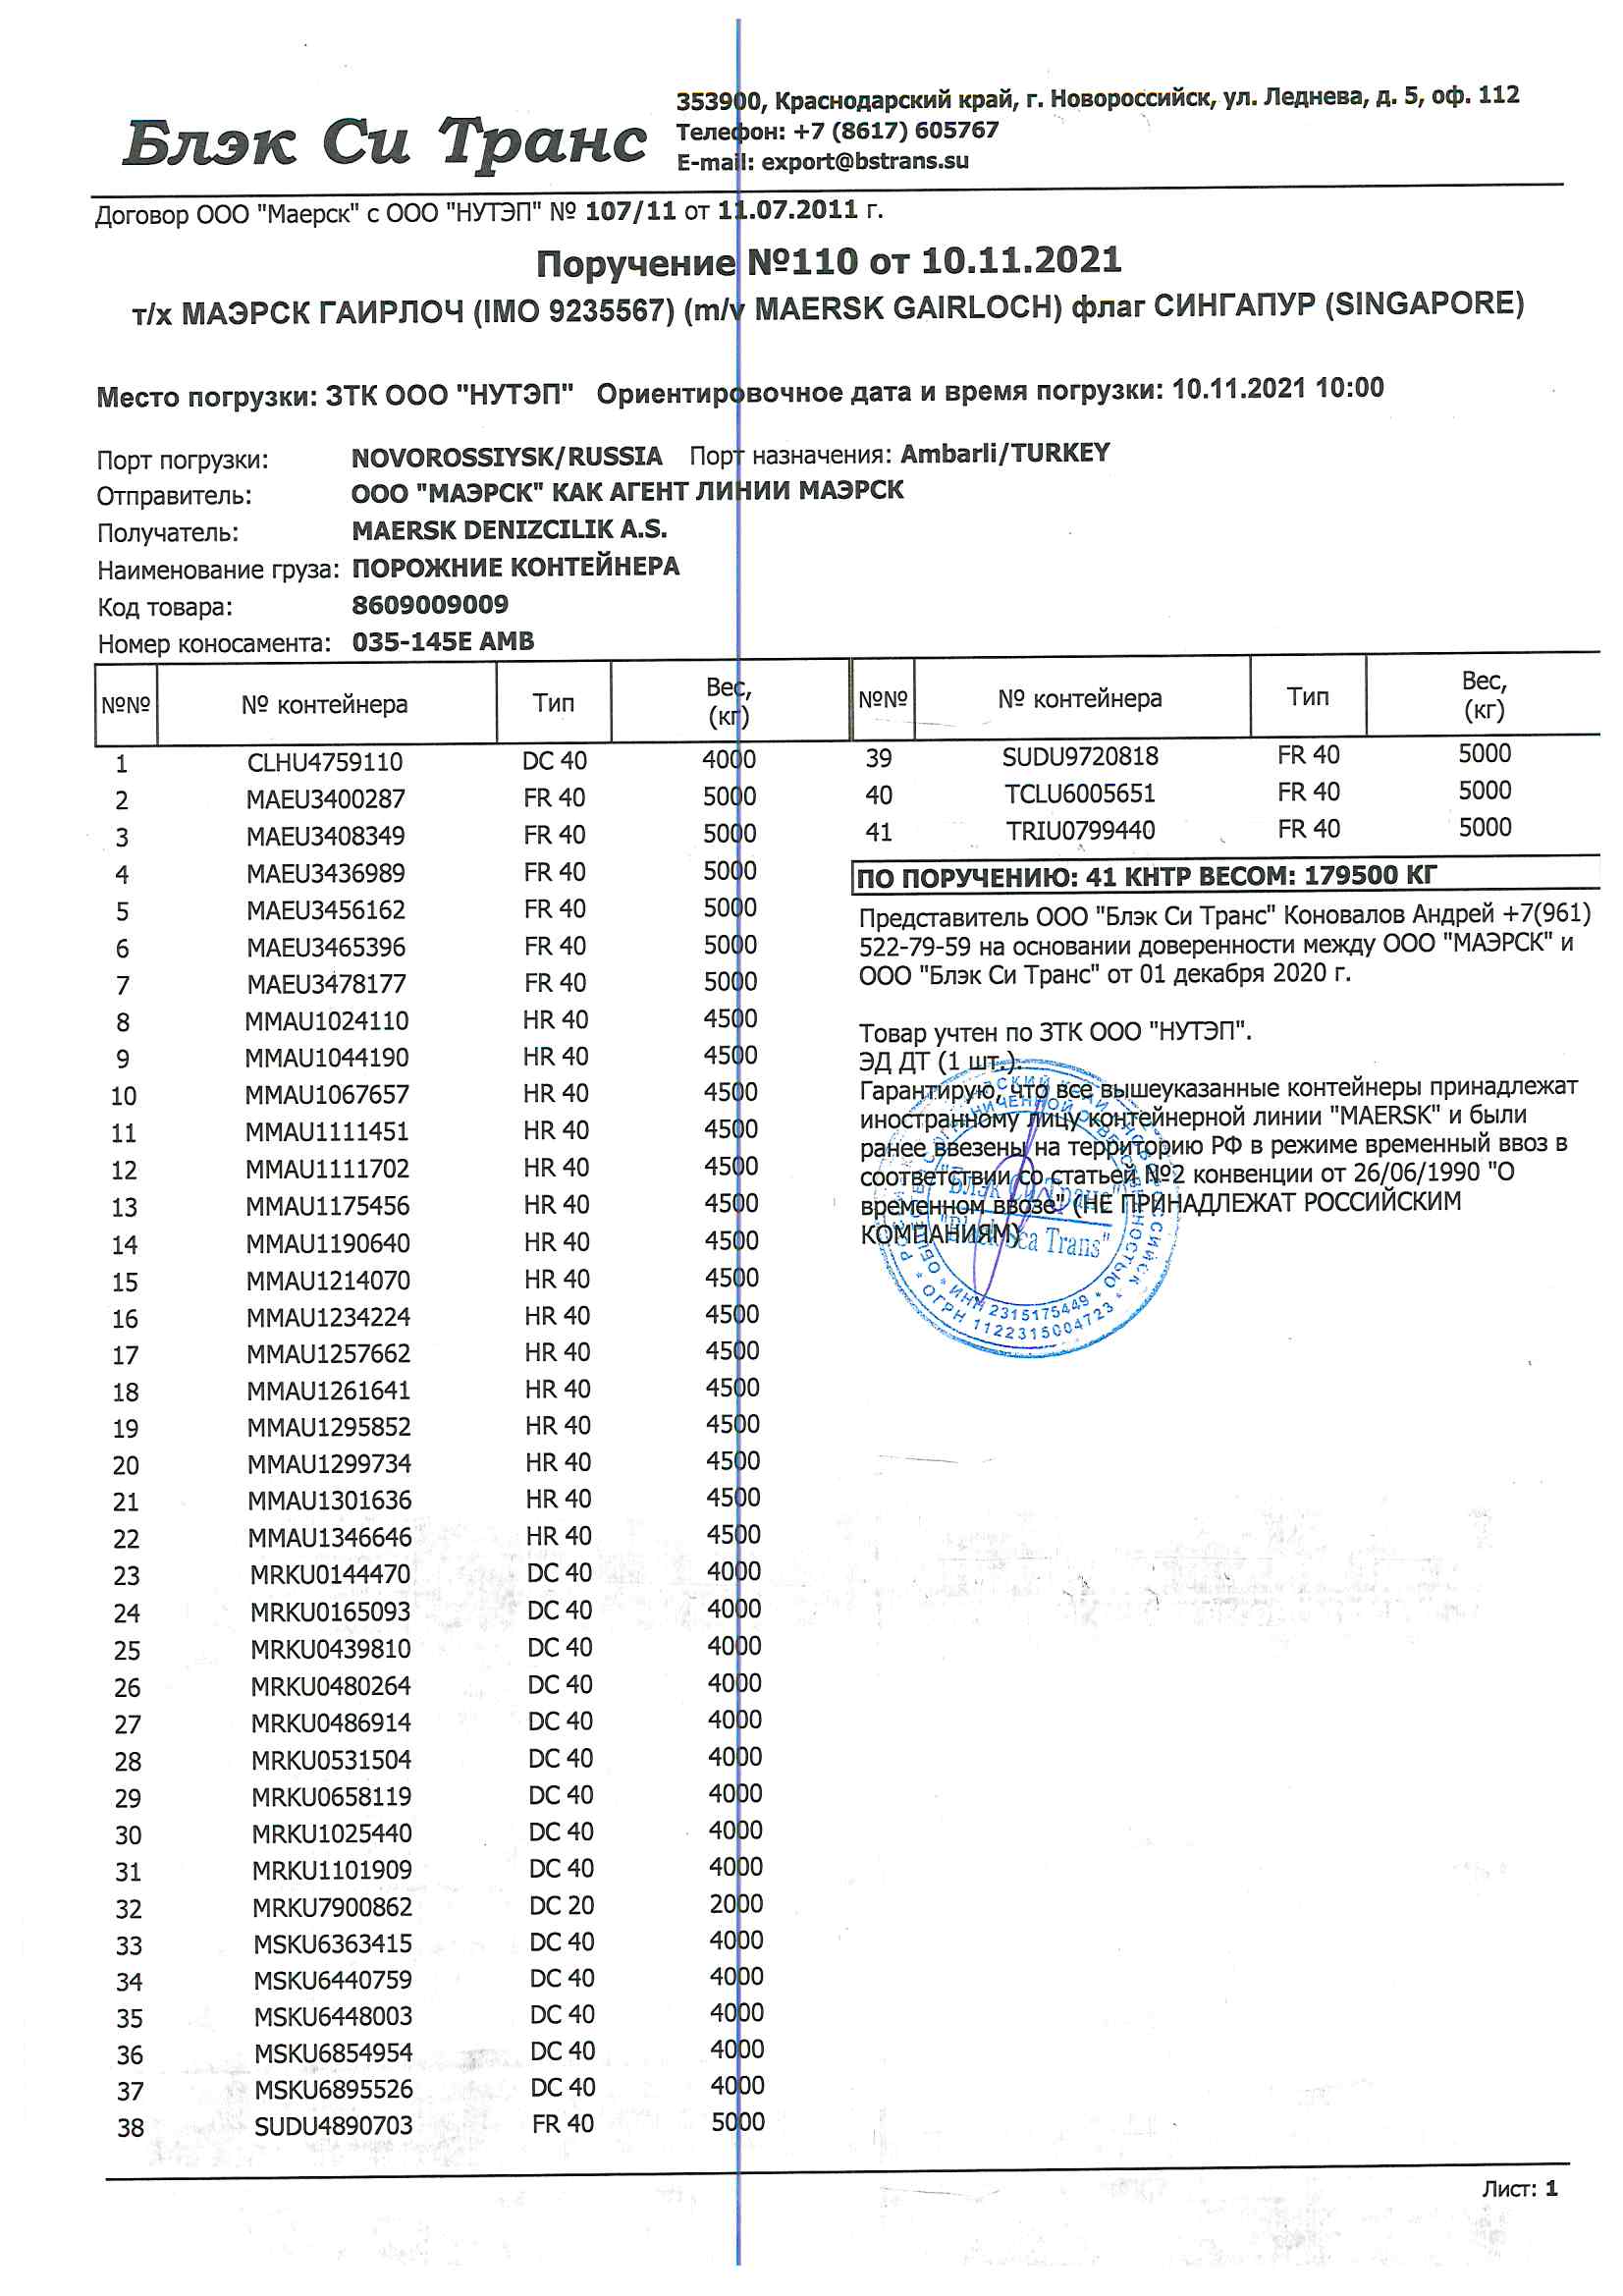 Блэк Си Транс
353900, Краснодарский край, г. Новороссийск, ул. Леднева, д. 5, оф. 112
Телефон: +7 (8617) 605767
E-mail: export@bstrans.su
Договор ООО "Маерск" с ООО "НУТЭП" № 107/11 от 11.07.2011 г.
Поручение №110 от 10.11.2021
т/х МАЭРСК ГАИРЛОЧ (IMO 9235567) (m/v MAERSK GAIRLOCH) флаг СИНГАПУР (SINGAPORE)
Место погрузки: ЗТК ООО "НУТЭП" Ориентировочное дата и время погрузки: 10.11.2021 10:00
Порт погрузки: NOVOROSSIYSK/RUSSIA Порт назначения: Ambarli/TURKEY
Отправитель: ООО "МАЭРСК" КАК АГЕНТ ЛИНИИ МАЭРСК
Получатель: MAERSK DENIZCILIK A.S.
Наименование груза: ПОРОЖНИЕ КОНТЕЙНЕРА
Код товара: 8609009009
Номер коносамента: 035-145E AMB
№№ № контейнера Тип Вес, (кг)
1 CLHU4759110 DC 40 4000
2 MAEU3400287 FR 40 5000
3 MAEU3408349 FR 40 5000
4 MAEU3436989 FR 40 5000
5 MAEU3456162 FR 40 5000
6 MAEU3465396 FR 40 5000
7 MAEU3478177 FR 40 5000
8 MMAU1024110 HR 40 4500
9 MMAU1044190 HR 40 4500
10 MMAU1067657 HR 40 4500
11 MMAU1111451 HR 40 4500
12 MMAU1111702 HR 40 4500
13 MMAU1175456 HR 40 4500
14 MMAU1190640 HR 40 4500
15 MMAU1214070 HR 40 4500
16 MMAU1234224 HR 40 4500
17 MMAU1257662 HR 40 4500
18 MMAU1261641 HR 40 4500
19 MMAU1295852 HR 40 4500
20 MMAU1299734 HR 40 4500
21 MMAU1301636 HR 40 4500
22 MMAU1346646 HR 40 4500
23 MRKU0144470 DC 40 4000
24 MRKU0165093 DC 40 4000
25 MRKU0439810 DC 40 4000
26 MRKU0480264 DC 40 4000
27 MRKU0486914 DC 40 4000
28 MRKU0531504 DC 40 4000
29 MRKU0658119 DC 40 4000
30 MRKU1025440 DC 40 4000
31 MRKU1101909 DC 40 4000
32 MRKU7900862 DC 20 2000
33 MSKU6363415 DC 40 4000
34 MSKU6440759 DC 40 4000
35 MSKU6448003 DC 40 4000
36 MSKU6854954 DC 40 4000
37 MSKU6895526 DC 40 4000
38 SUDU4890703 FR 40 5000
№№ № контейнера Тип Вес, (кг)
39 SUDU9720818 FR 40 5000
40 TCLU6005651 FR 40 5000
41 TRIU0799440 FR 40 5000
ПО ПОРУЧЕНИЮ: 41 КНТР ВЕСОМ: 179500 КГ
Представитель ООО "Блэк Си Транс" Коновалов Андрей +7(961)
522-79-59 на основании доверенности между ООО "МАЭРСК" и
ООО "Блэк Си Транс" от 01 декабря 2020 г.
Товар учтен по ЗТК ООО "НУТЭП".
ЭД ДТ (1 шт.).
Гарантирую, что все вышеуказанные контейнеры принадлежат
иностранному лицу контейнерной линии "MAERSK" и были
ранее ввезены на территорию РФ в режиме временный ввоз в
соответствии со статьей №2 конвенции от 26/06/1990 "О
временном ввозе" (НЕ ПРИНАДЛЕЖАТ РОССИЙСКИМ
КОМПАНИЯМ)
"Блэк Си Транс"
Sea Trans"
* ИНН 2315175449 *
* ОГРН 1122315004723 *
Лист: 1